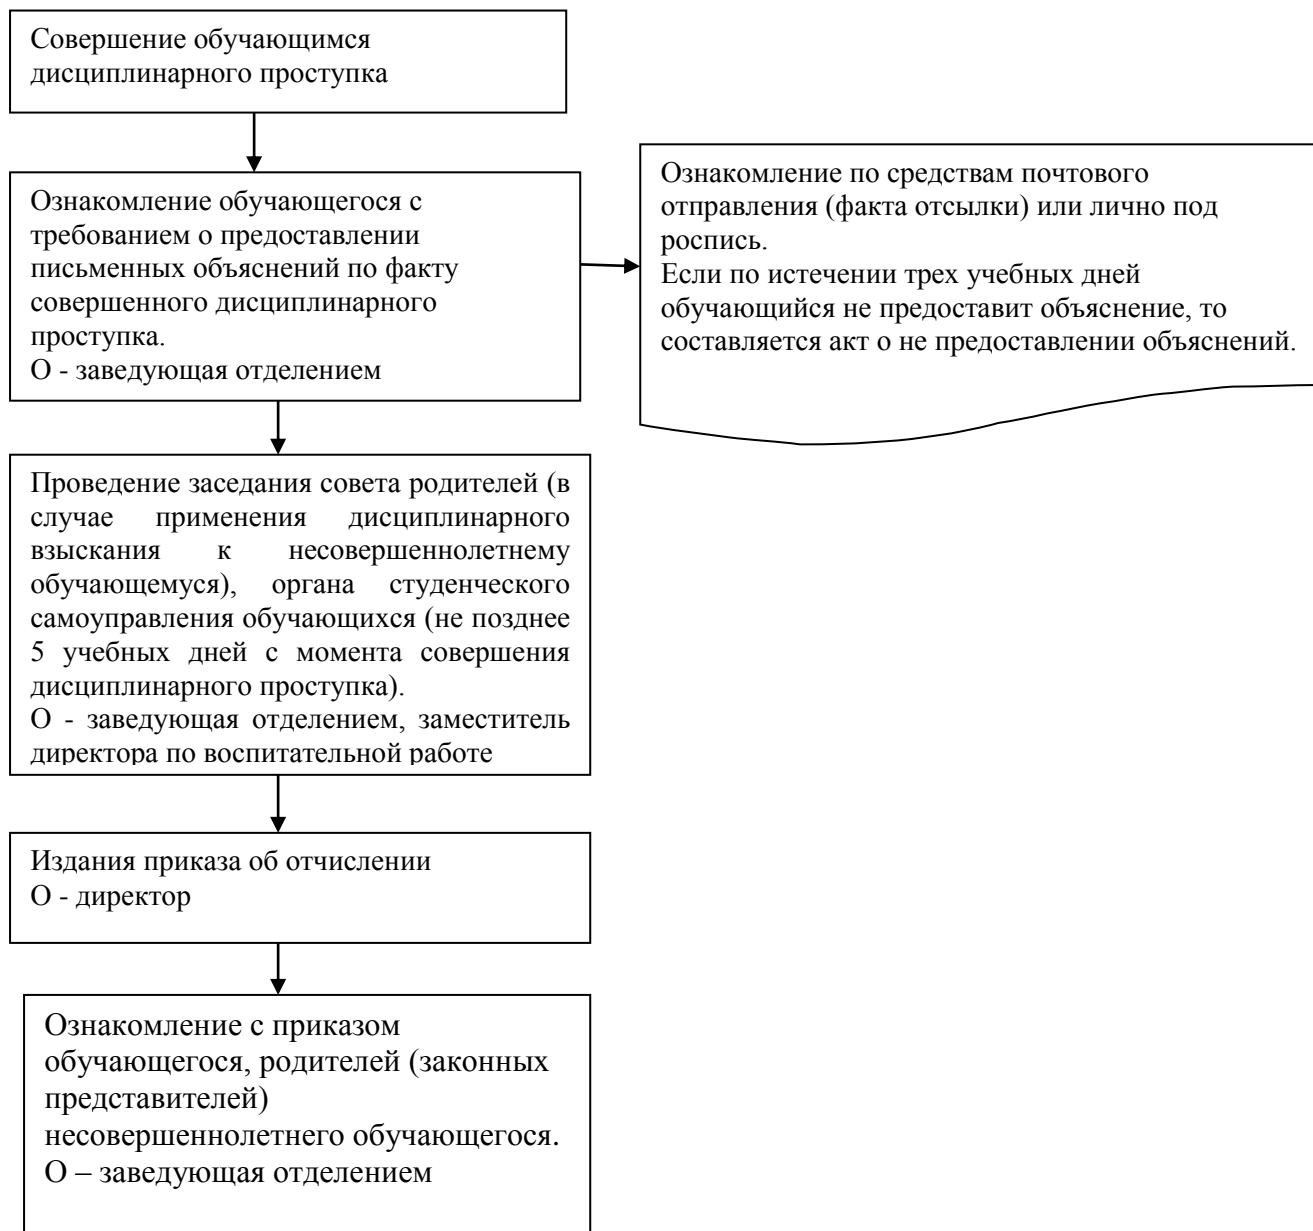 Совершение обучающимся
дисциплинарного проступка
Ознакомление обучающегося с
требованием о предоставлении
письменных объяснений по факту
совершенного дисциплинарного
проступка.
О - заведующая отделением
Ознакомление по средствам почтового
отправления (факта отсылки) или лично под
роспись.
Если по истечении трех учебных дней
обучающийся не предоставит объяснение, то
составляется акт о не предоставлении объяснений.
Проведение заседания совета родителей (в
случае применения дисциплинарного
взыскания к несовершеннолетнему
обучающемуся), органа студенческого
самоуправления обучающихся (не позднее
5 учебных дней с момента совершения
дисциплинарного проступка).
О - заведующая отделением, заместитель
директора по воспитательной работе
Издания приказа об отчислении
О - директор
Ознакомление с приказом
обучающегося, родителей (законных
представителей)
несовершеннолетнего обучающегося.
О – заведующая отделением